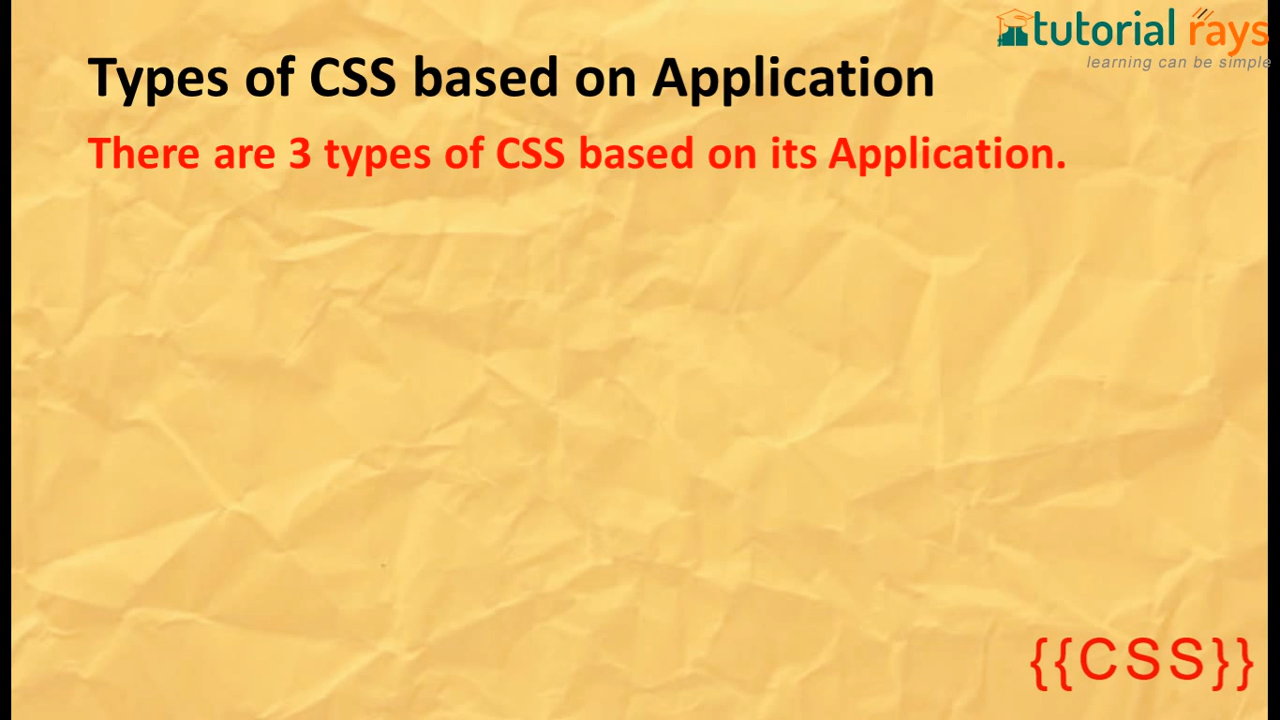 tutorial rays
learning can be simple
Types of CSS based on Application
There are 3 types of CSS based on its Application.
{{CSS}}